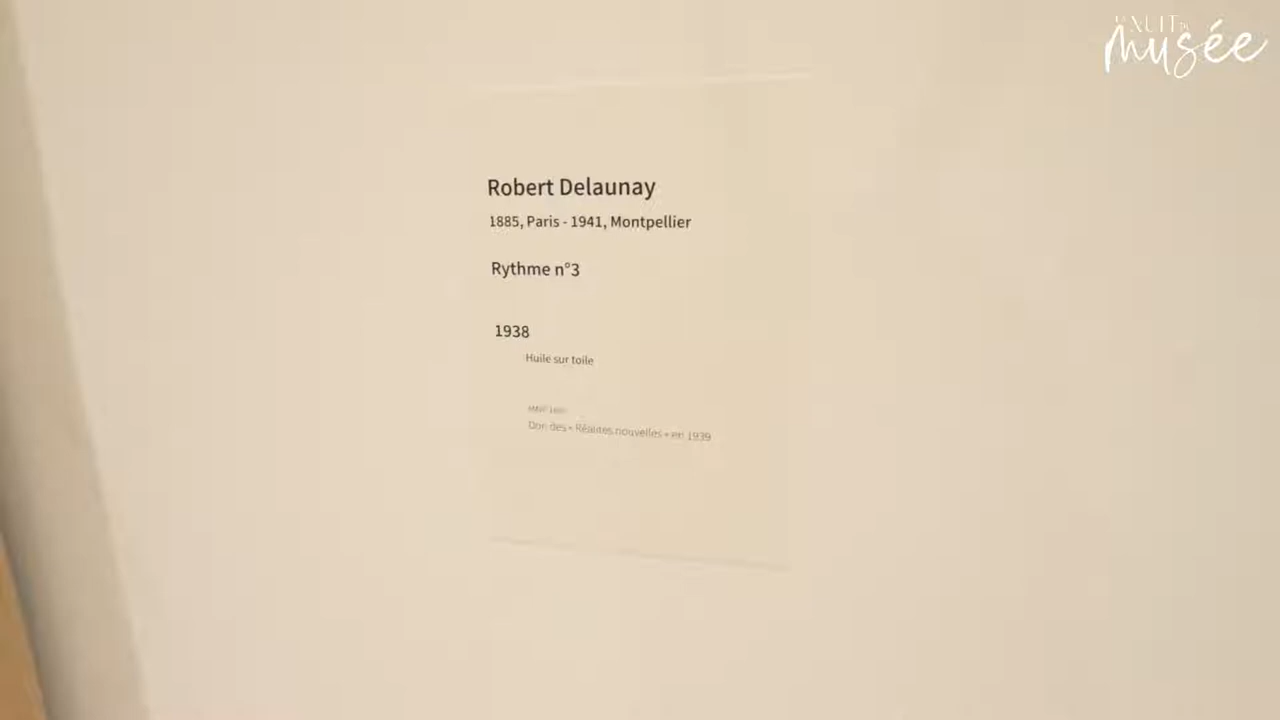 NUIT
musée
Robert Delaunay
1885, Paris - 1941, Montpellier
Rythme n°3
1938
Huile sur toile
Don des « Réalités nouvelles » en 1939